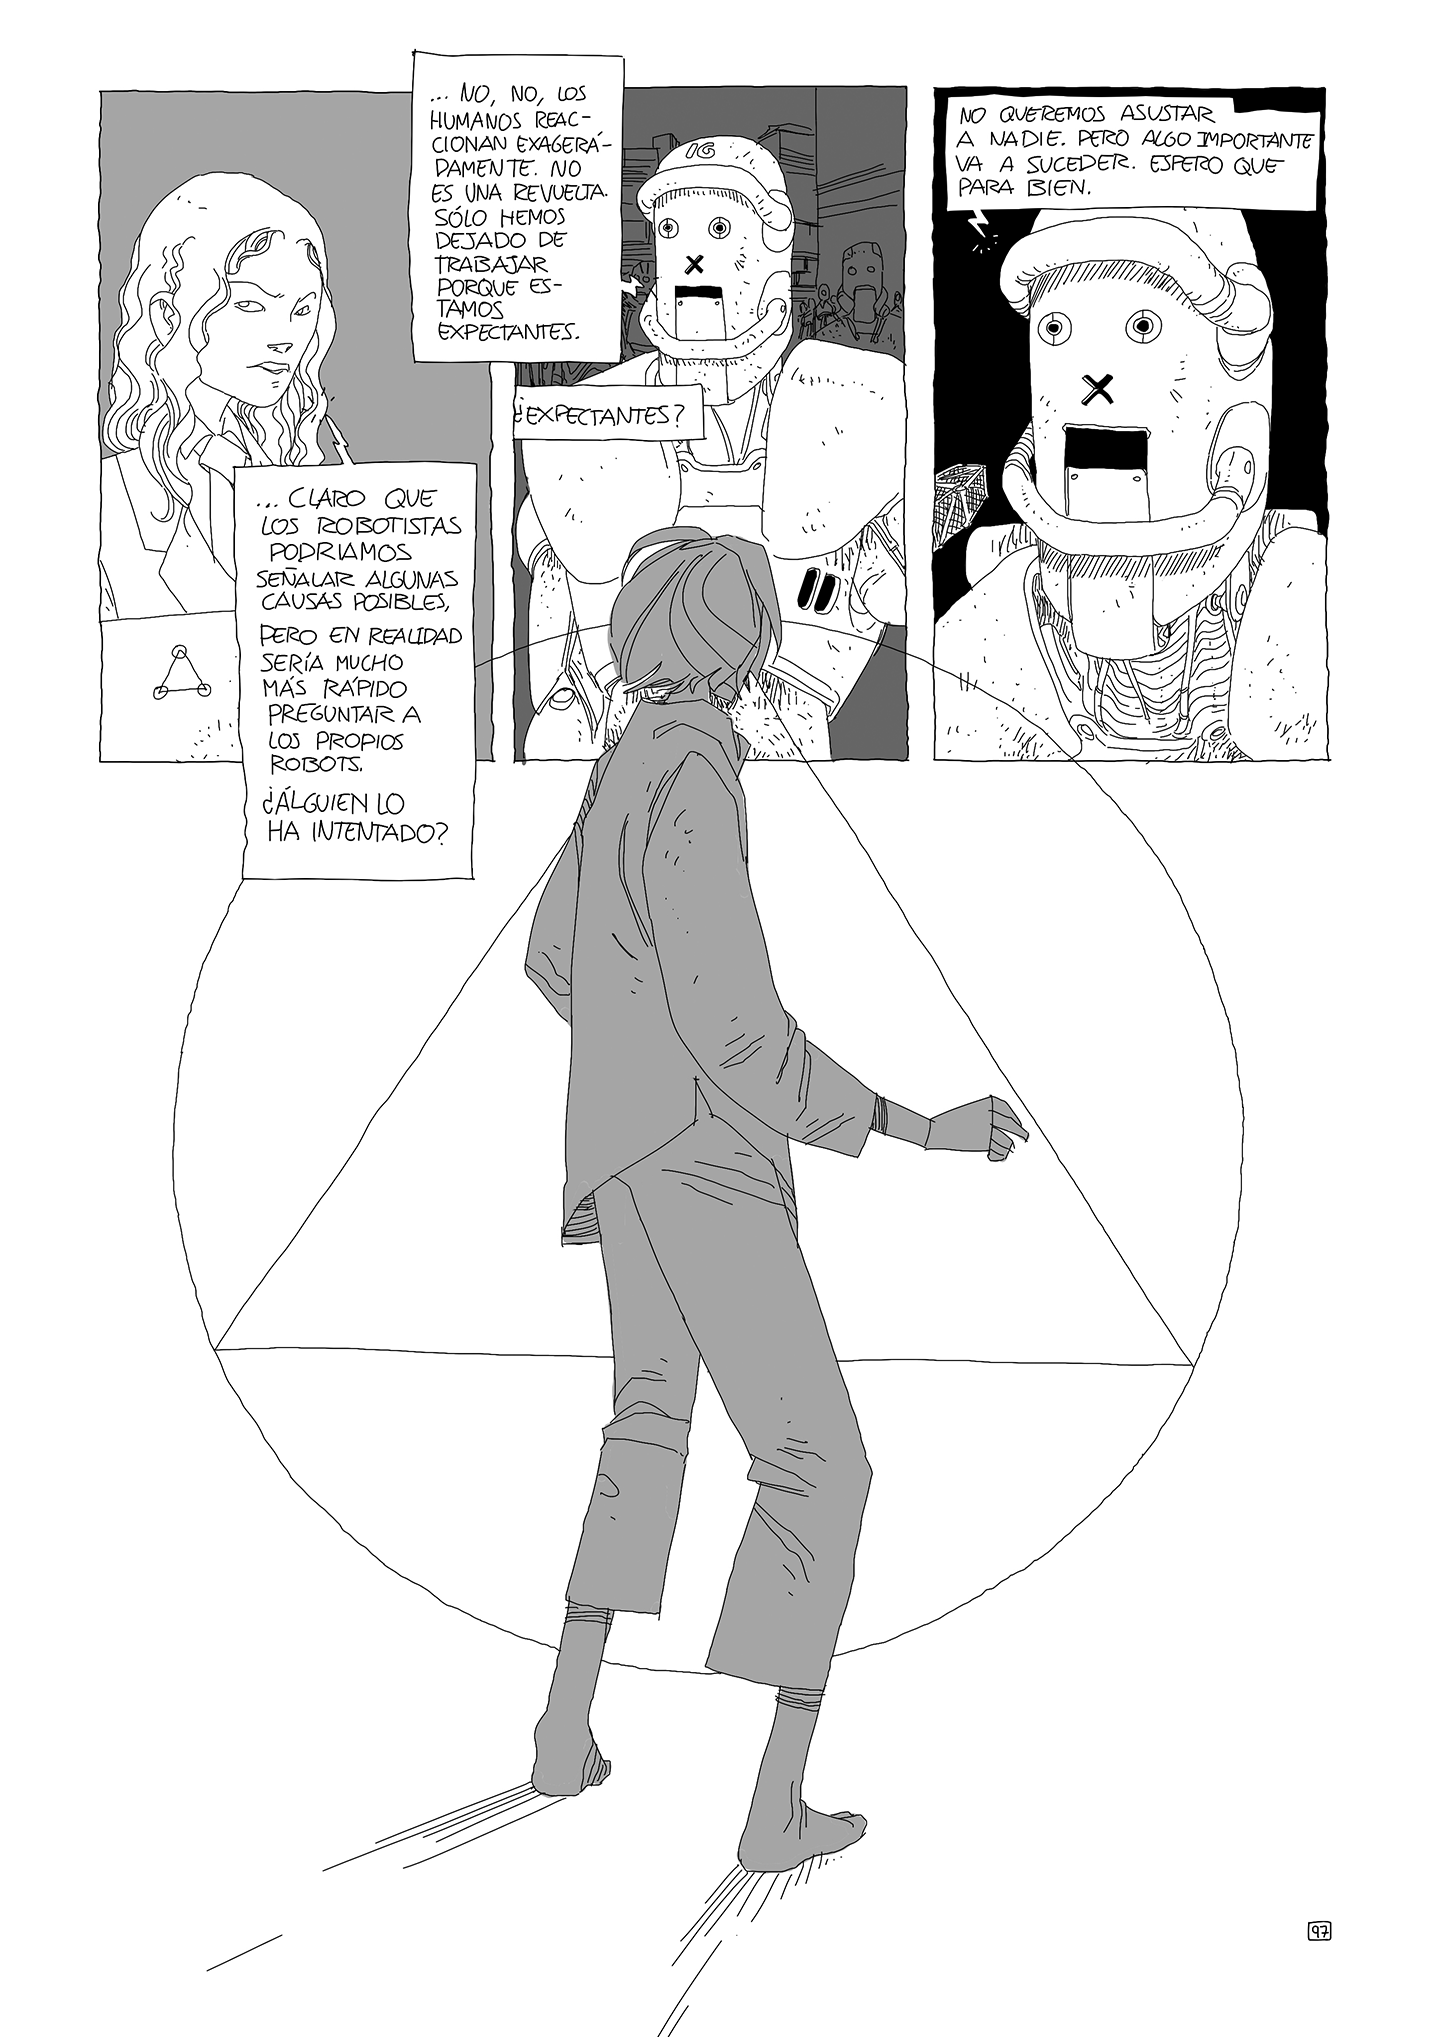 ... CLARO QUE
LOS ROBOTISTAS
PODRIAMOS
SEÑALAR ALGUNAS
CAUSAS POSIBLES,
PERO EN REALIDAD
SERÍA MUCHO
MÁS RÁPIDO
PREGUNTAR A
LOS PROPIOS
ROBOTS.
¿ÁLGUIEN LO
HA INTENTADO?
... NO, NO, LOS
HUMANOS REAC-
CIONAN EXAGERÁ-
DAMENTE. NO
ES UNA REVUELTA.
SÓLO HEMOS
DEJADO DE
TRABAJAR
PORQUE ES-
TAMOS
EXPECTANTES.
IG
¿EXPECTANTES?
NO QUEREMOS ASUSTAR
A NADIE. PERO ALGO IMPORTANTE
VA A SUCEDER. ESPERO QUE
PARA BIEN.
97